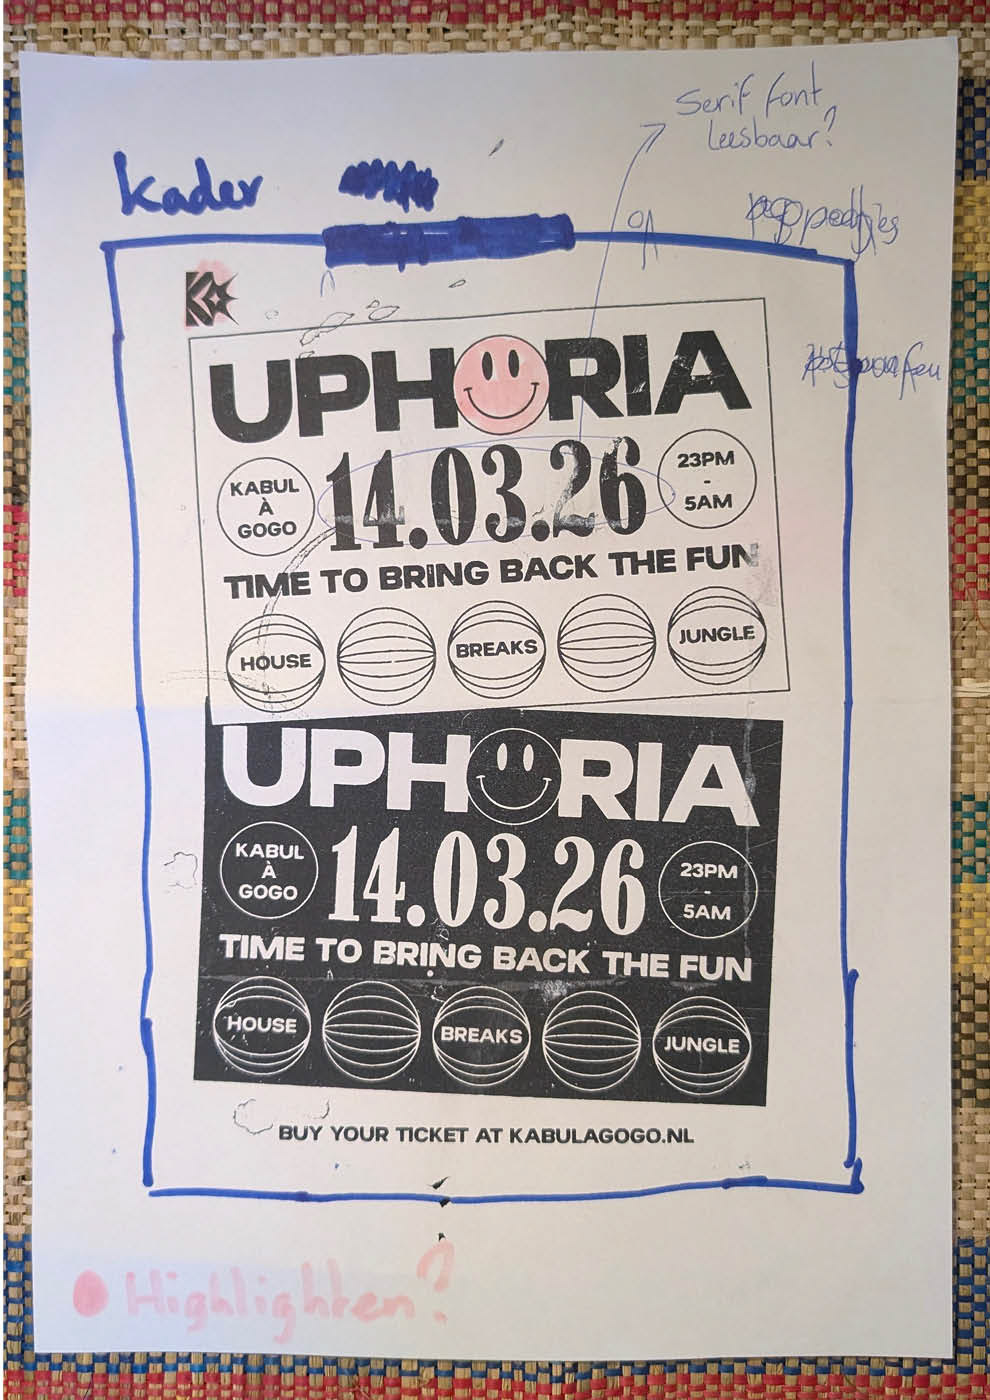 Serif font
leesbaar?
kader
UPHORIA
KABUL
À
GOGO
14.03.26
23PM
-
5AM
TIME TO BRING BACK THE FUN
HOUSE
BREAKS
JUNGLE
UPHORIA
KABUL
À
GOGO
14.03.26
23PM
-
5AM
TIME TO BRING BACK THE FUN
HOUSE
BREAKS
JUNGLE
BUY YOUR TICKET AT KABULAGOGO.NL
Highlighten?